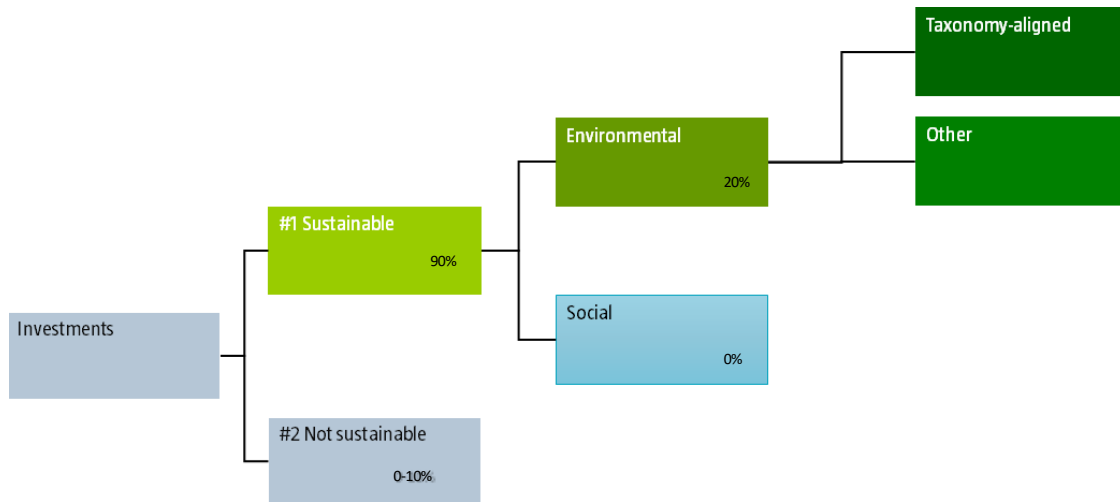 Taxonomy-aligned
Environmental
20%
Other
#1 Sustainable
90%
Social
0%
Investments
#2 Not sustainable
0-10%